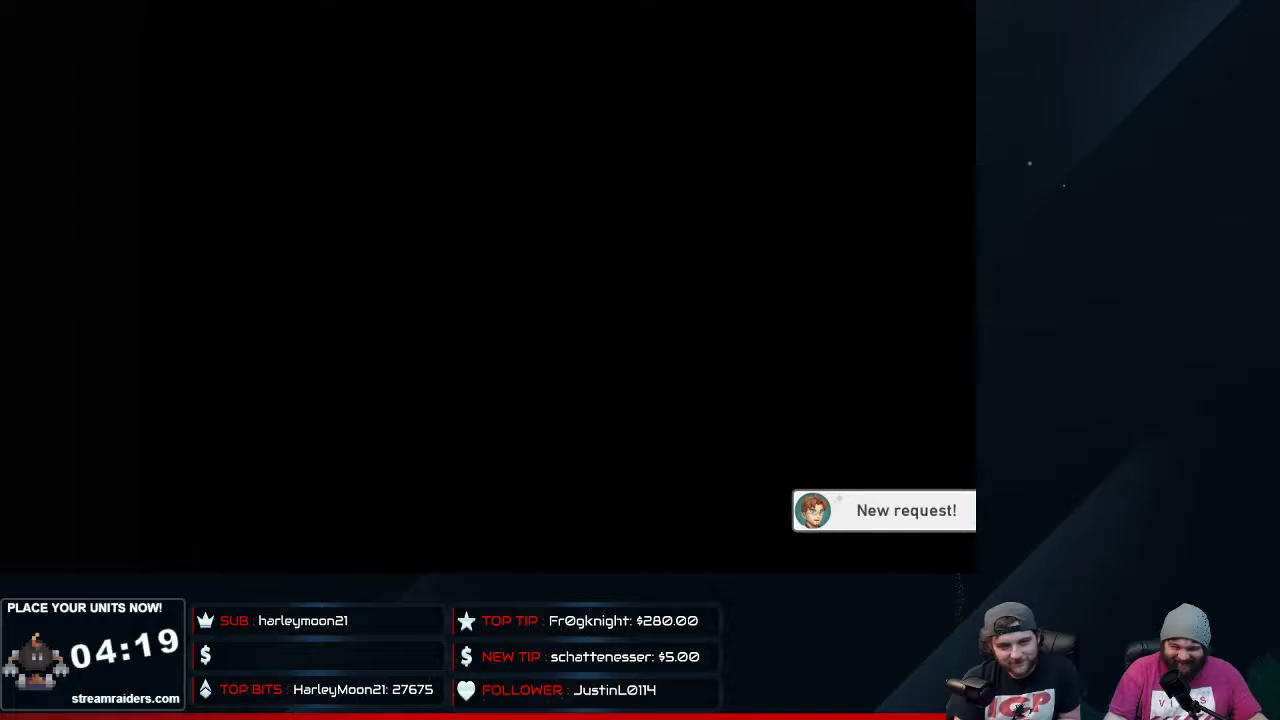 New request!
PLACE YOUR UNITS NOW!
04:19
streamraiders.com
SUB : harleymoon21
$
TOP BITS : HarleyMoon21: 27675
TOP TIP : Fr0gknight: $280.00
$ NEW TIP : schattenesser: $5.00
FOLLOWER : JustinL0114